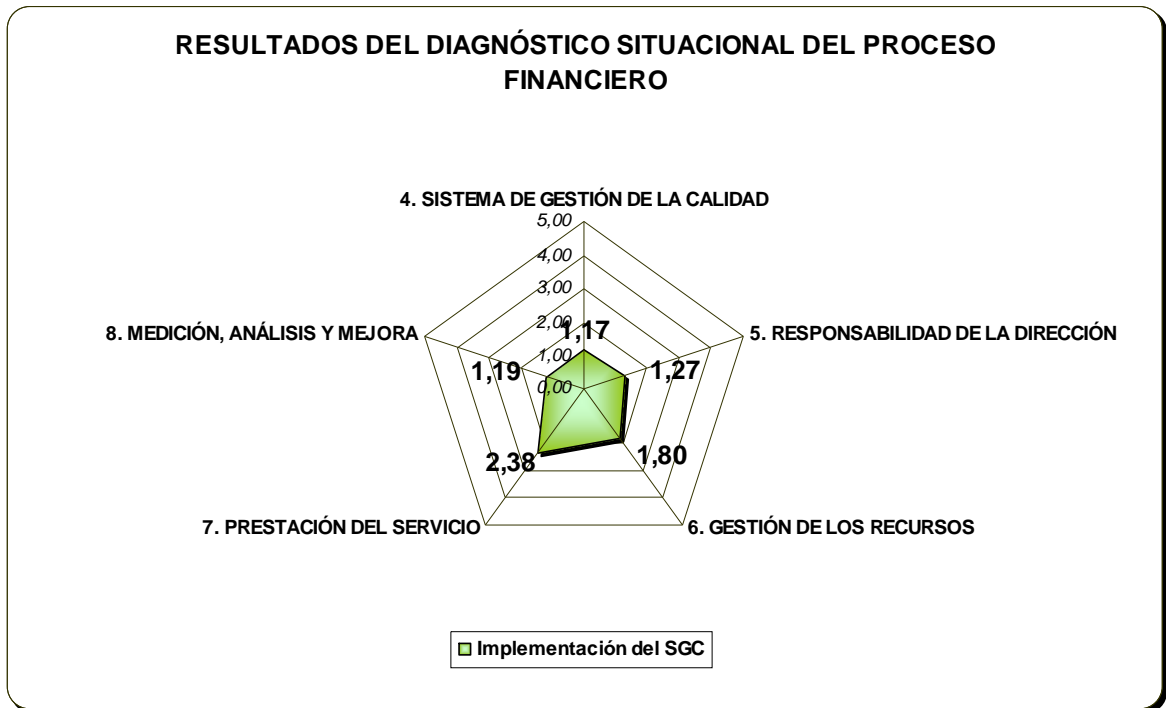 RESULTADOS DEL DIAGNÓSTICO SITUACIONAL DEL PROCESO
FINANCIERO
4. SISTEMA DE GESTIÓN DE LA CALIDAD
5,00
4,00
3,00
2,00
1,17
1,00
0,00
8. MEDICIÓN, ANÁLISIS Y MEJORA
5. RESPONSABILIDAD DE LA DIRECCIÓN
1,19
1,27
2,38
1,80
7. PRESTACIÓN DEL SERVICIO
6. GESTIÓN DE LOS RECURSOS
Implementación del SGC